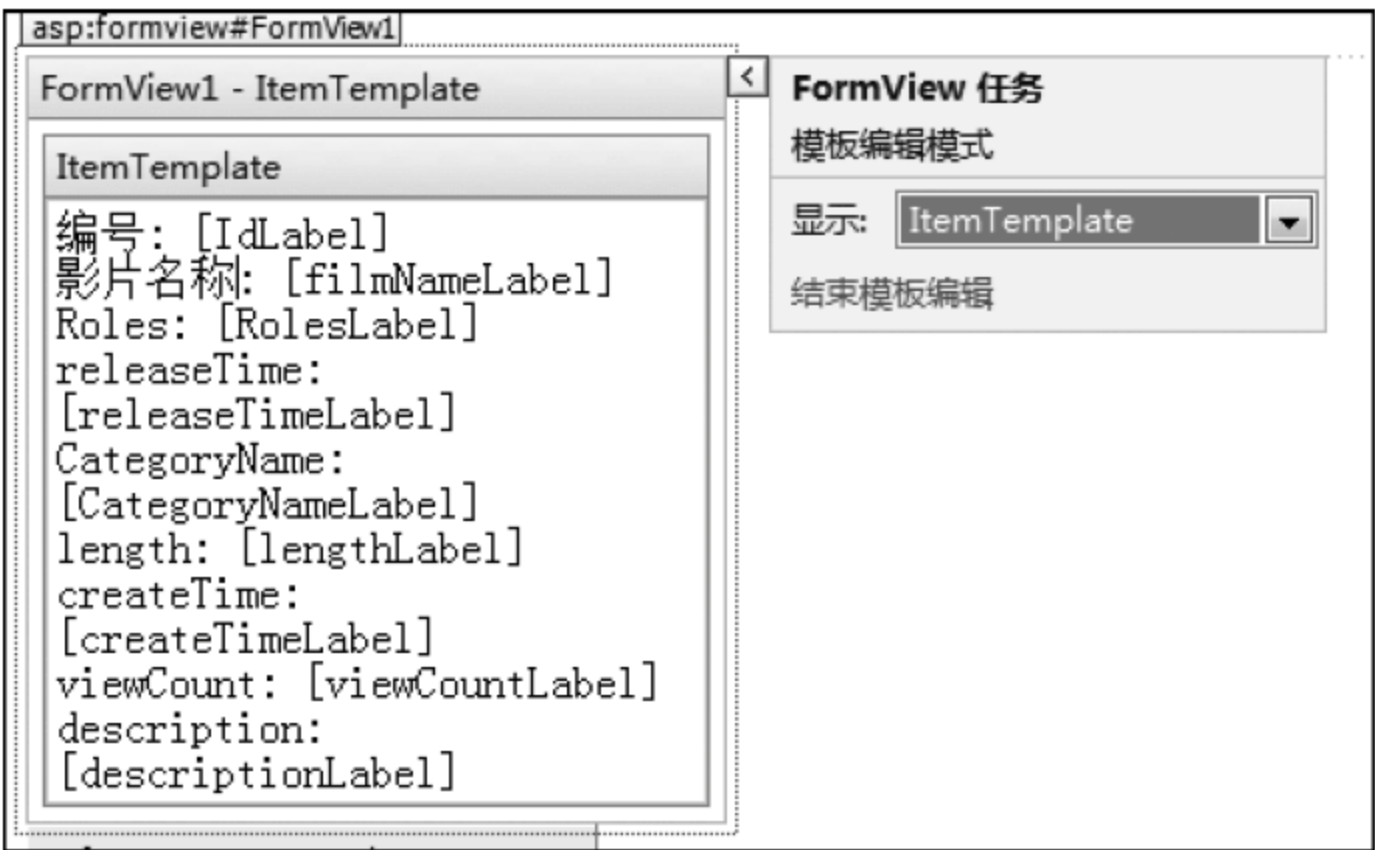 asp:formview#FormView1
FormView1 - ItemTemplate
ItemTemplate
编号: [IdLabel]
影片名称: [filmNameLabel]
Roles: [RolesLabel]
releaseTime:
[releaseTimeLabel]
CategoryName:
[CategoryNameLabel]
length: [lengthLabel]
createTime:
[createTimeLabel]
viewCount: [viewCountLabel]
description:
[descriptionLabel]
FormView 任务
模板编辑模式
显示: ItemTemplate
结束模板编辑